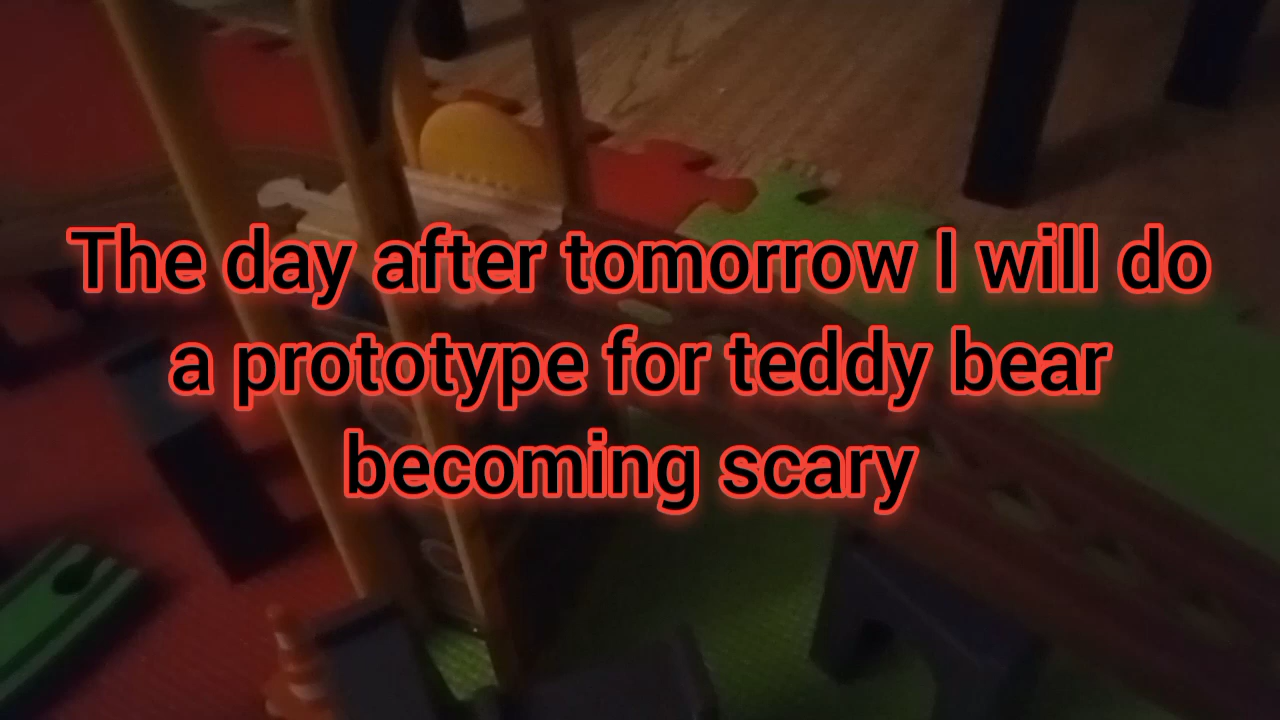 The day after tomorrow I will do
a prototype for teddy bear
becoming scary